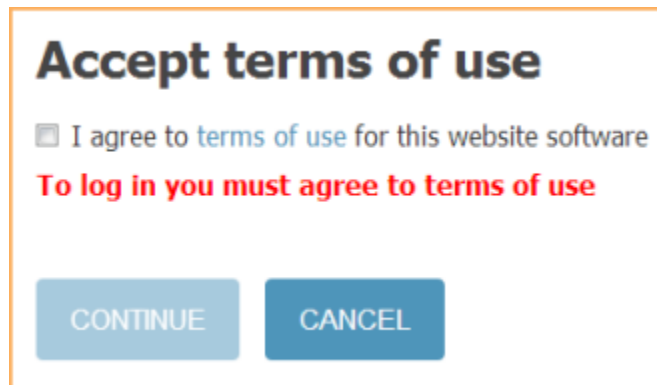 Accept terms of use
I agree to terms of use for this website software
To log in you must agree to terms of use
CONTINUE CANCEL